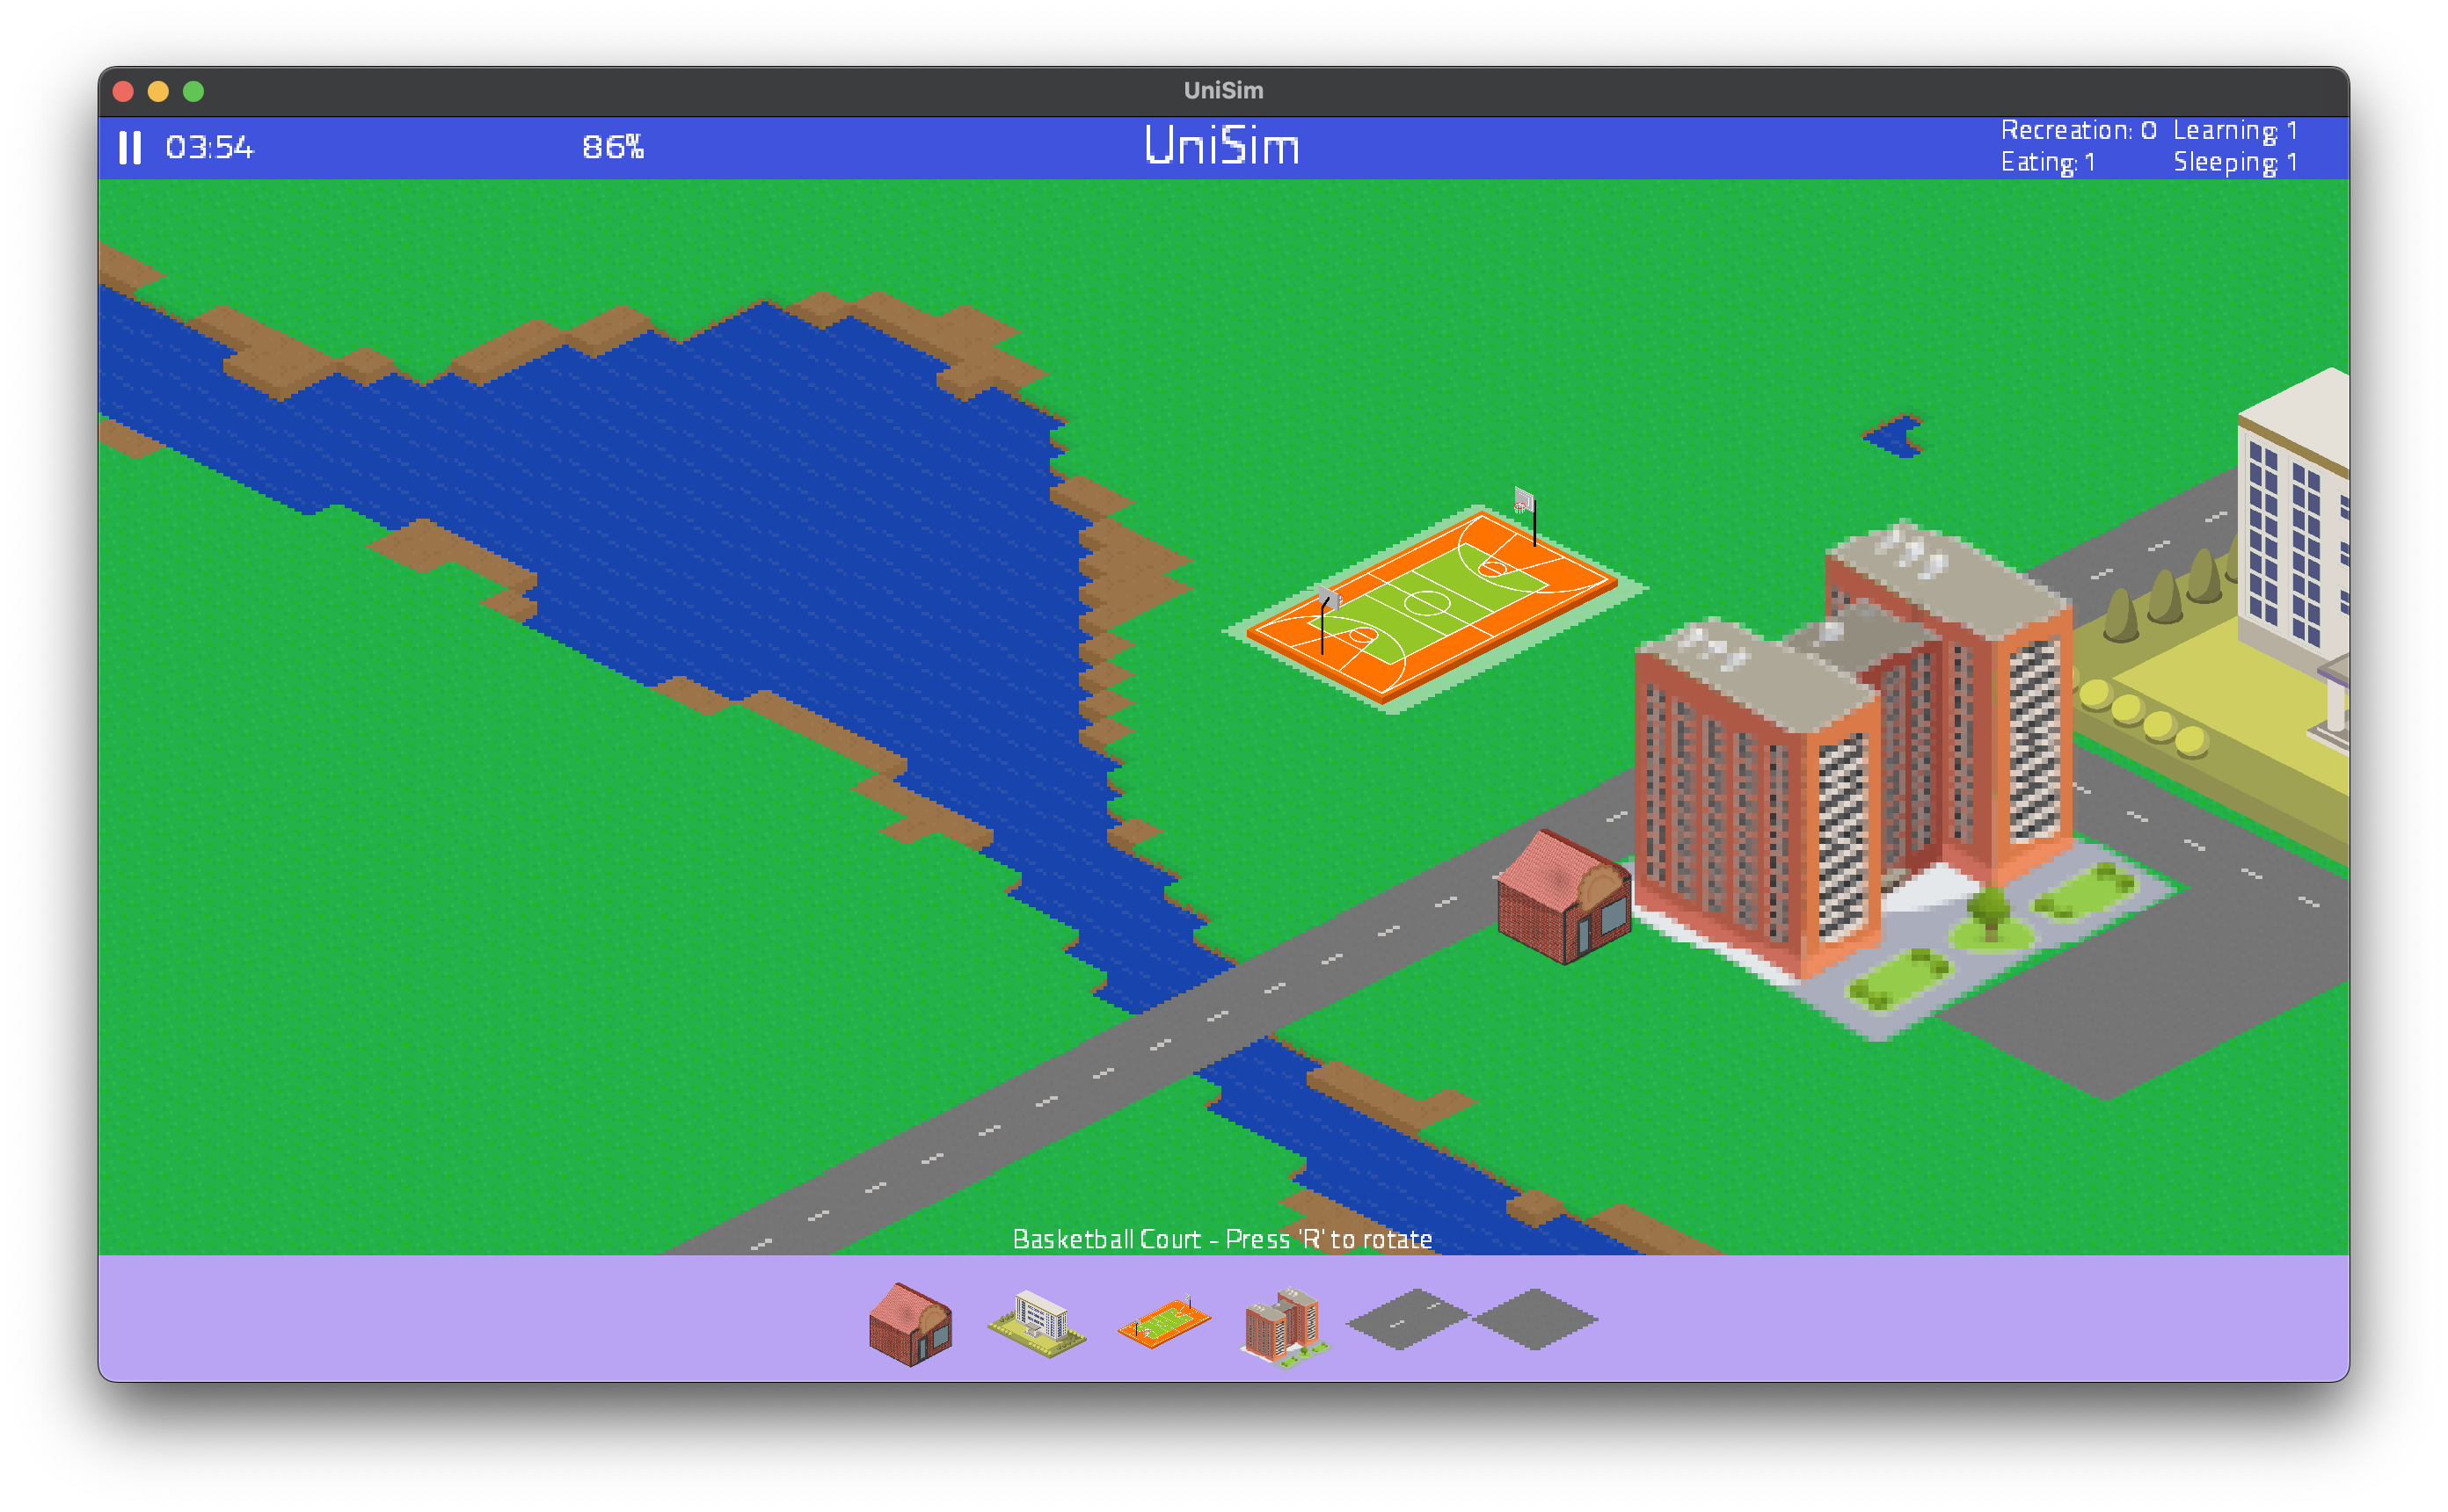 UniSim
03:54
86%
UniSim
Recreation: 0 Learning: 1
Eating: 1 Sleeping: 1
Basketball Court - Press 'R' to rotate